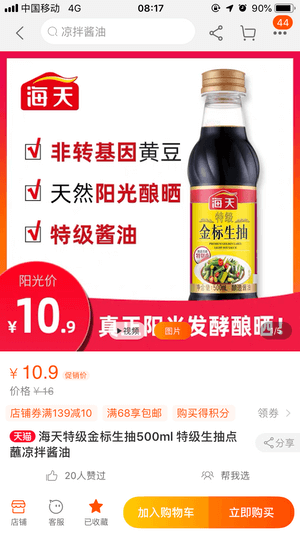 中国移动 4G 08:17 90%
凉拌酱油
44
海天
非转基因黄豆
天然阳光酿晒
特级酱油
海天
特级
金标生抽
500ml
阳光价
¥10.9
真天阳光发酵酿晒！
视频 图片 /5
¥10.9 促销价
价格 ¥16
店铺券满139减10 满68享包邮 购买得积分 领券
天猫 海天特级金标生抽500ml 特级生抽点
蘸凉拌酱油
分享
20人赞过 帮我选
店铺 客服 已收藏 加入购物车 立即购买